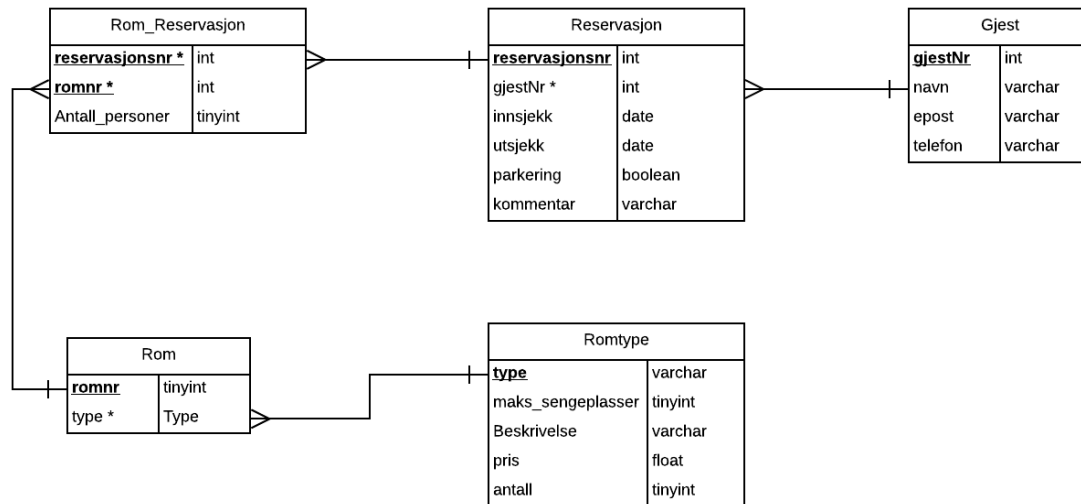 Rom_Reservasjon
reservasjonsnr * int
romnr * int
Antall_personer tinyint
Reservasjon
reservasjonsnr int
gjestNr * int
innsjekk date
utsjekk date
parkering boolean
kommentar varchar
Gjest
gjestNr int
navn varchar
epost varchar
telefon varchar
Rom
romnr tinyint
type * Type
Romtype
type varchar
maks_sengeplasser tinyint
Beskrivelse varchar
pris float
antall tinyint